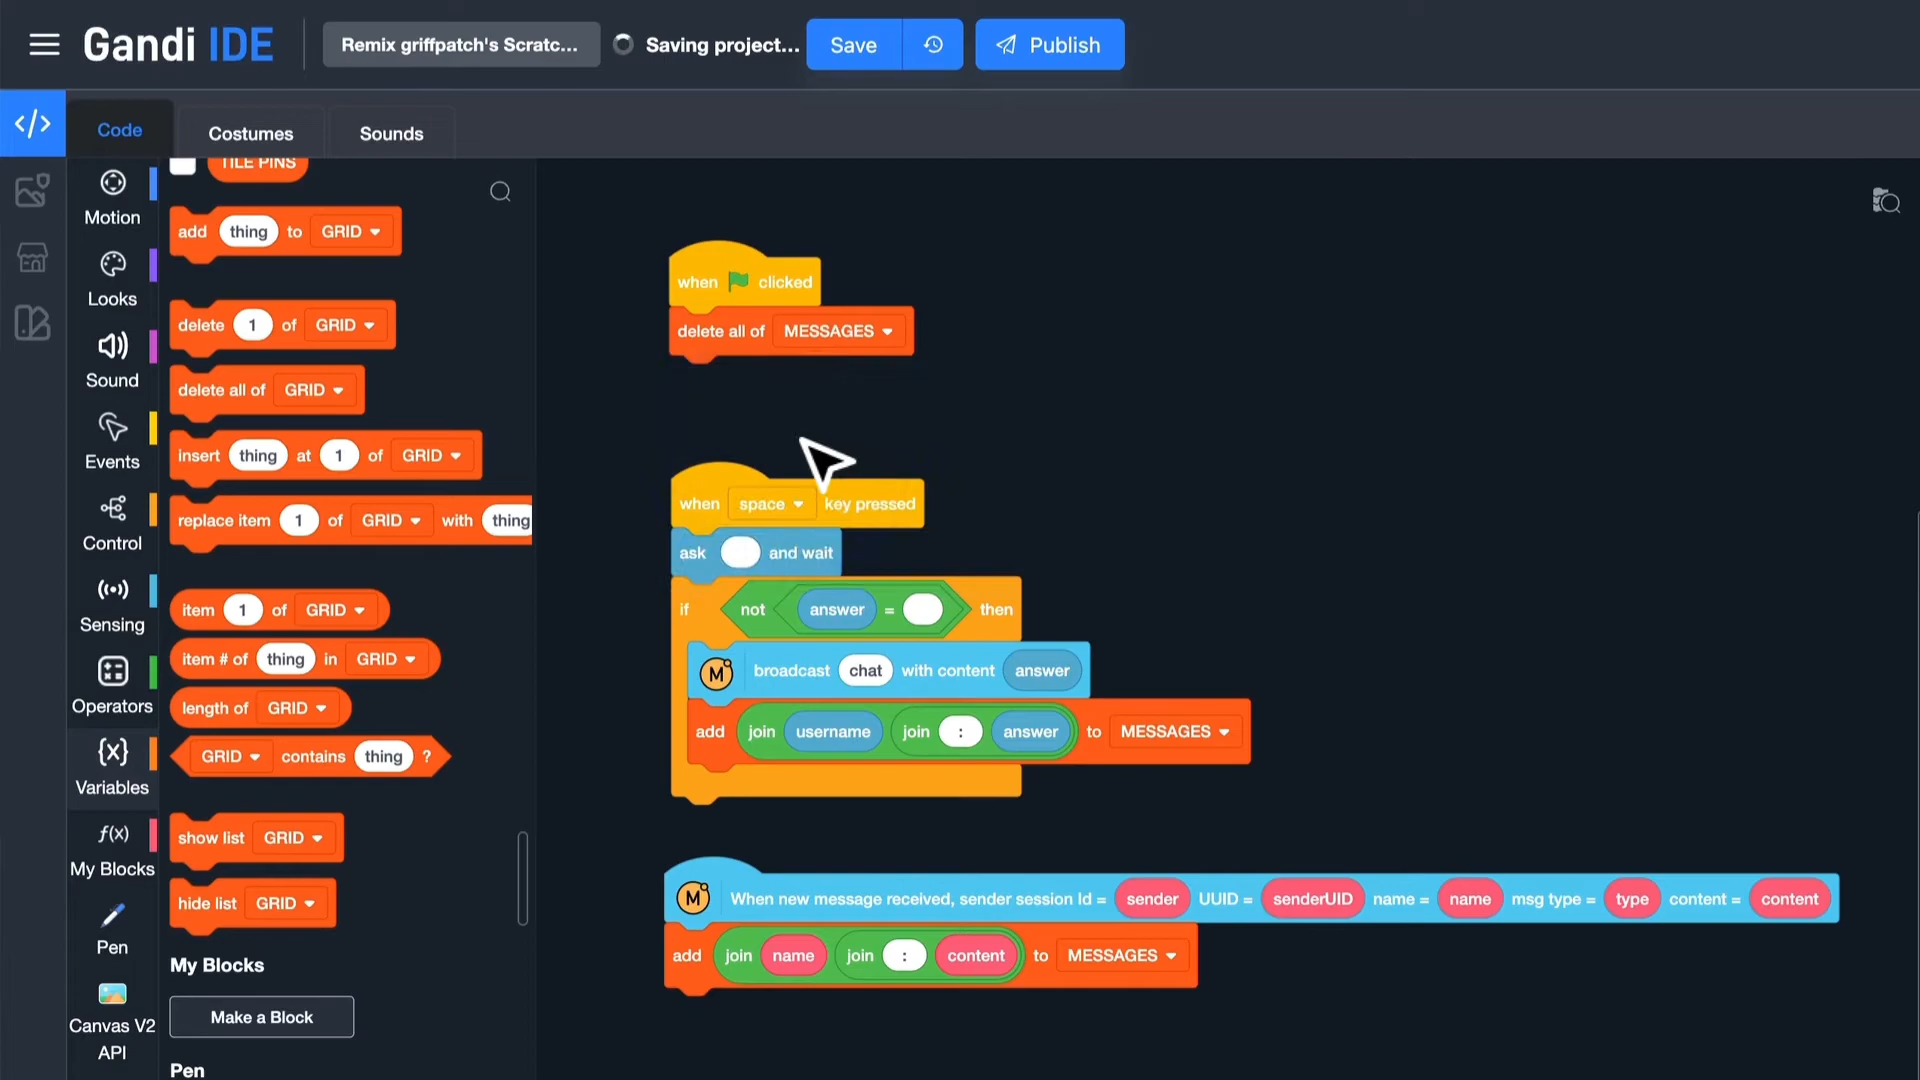 Gandi IDE
Remix griffpatch's Scratc...
Saving project...
Save
Publish
Code
Costumes
Sounds
Motion
Looks
Sound
Events
Control
Sensing
Operators
Variables
f(x)
My Blocks
Pen
Canvas V2
API
TILE PINS
add thing to GRID
delete 1 of GRID
delete all of GRID
insert thing at 1 of GRID
replace item 1 of GRID with thing
item 1 of GRID
item # of thing in GRID
length of GRID
GRID contains thing ?
show list GRID
hide list GRID
My Blocks
Make a Block
Pen
when clicked
delete all of MESSAGES
when space key pressed
ask and wait
if not answer = then
M broadcast chat with content answer
add join username join : answer to MESSAGES
M When new message received, sender session Id = sender UUID = senderUID name = name msg type = type content = content
add join name join : content to MESSAGES